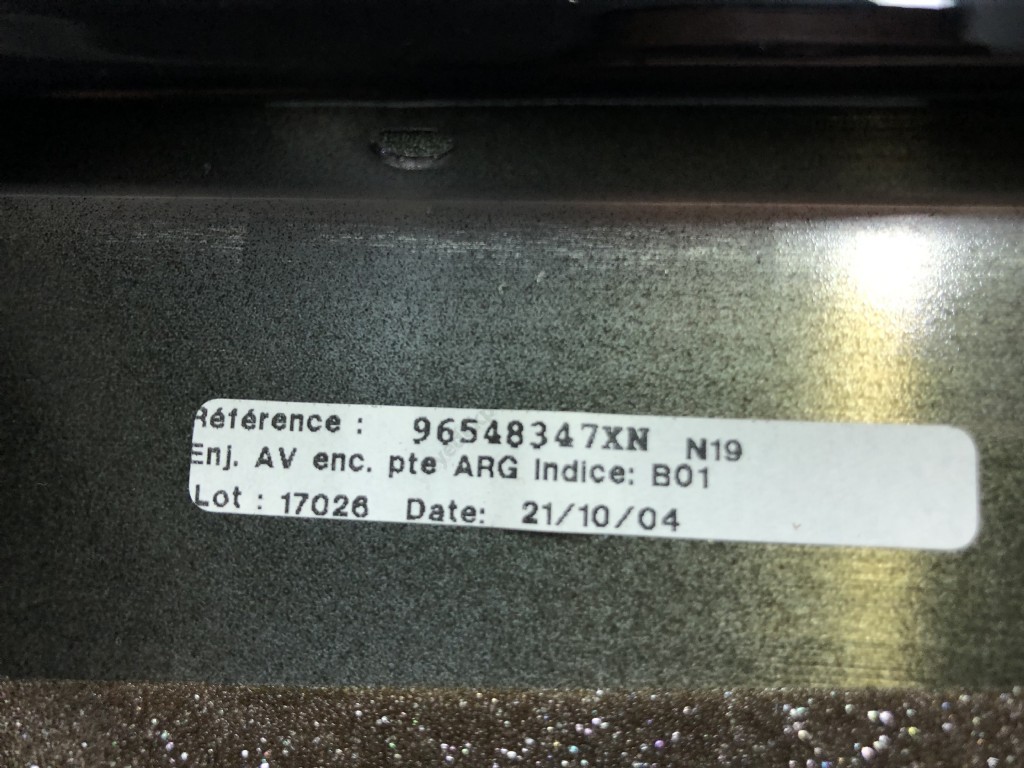 Référence : 96548347XN N19
Enj. AV enc. pte ARG Indice: B01
Lot : 17026 Date: 21/10/04